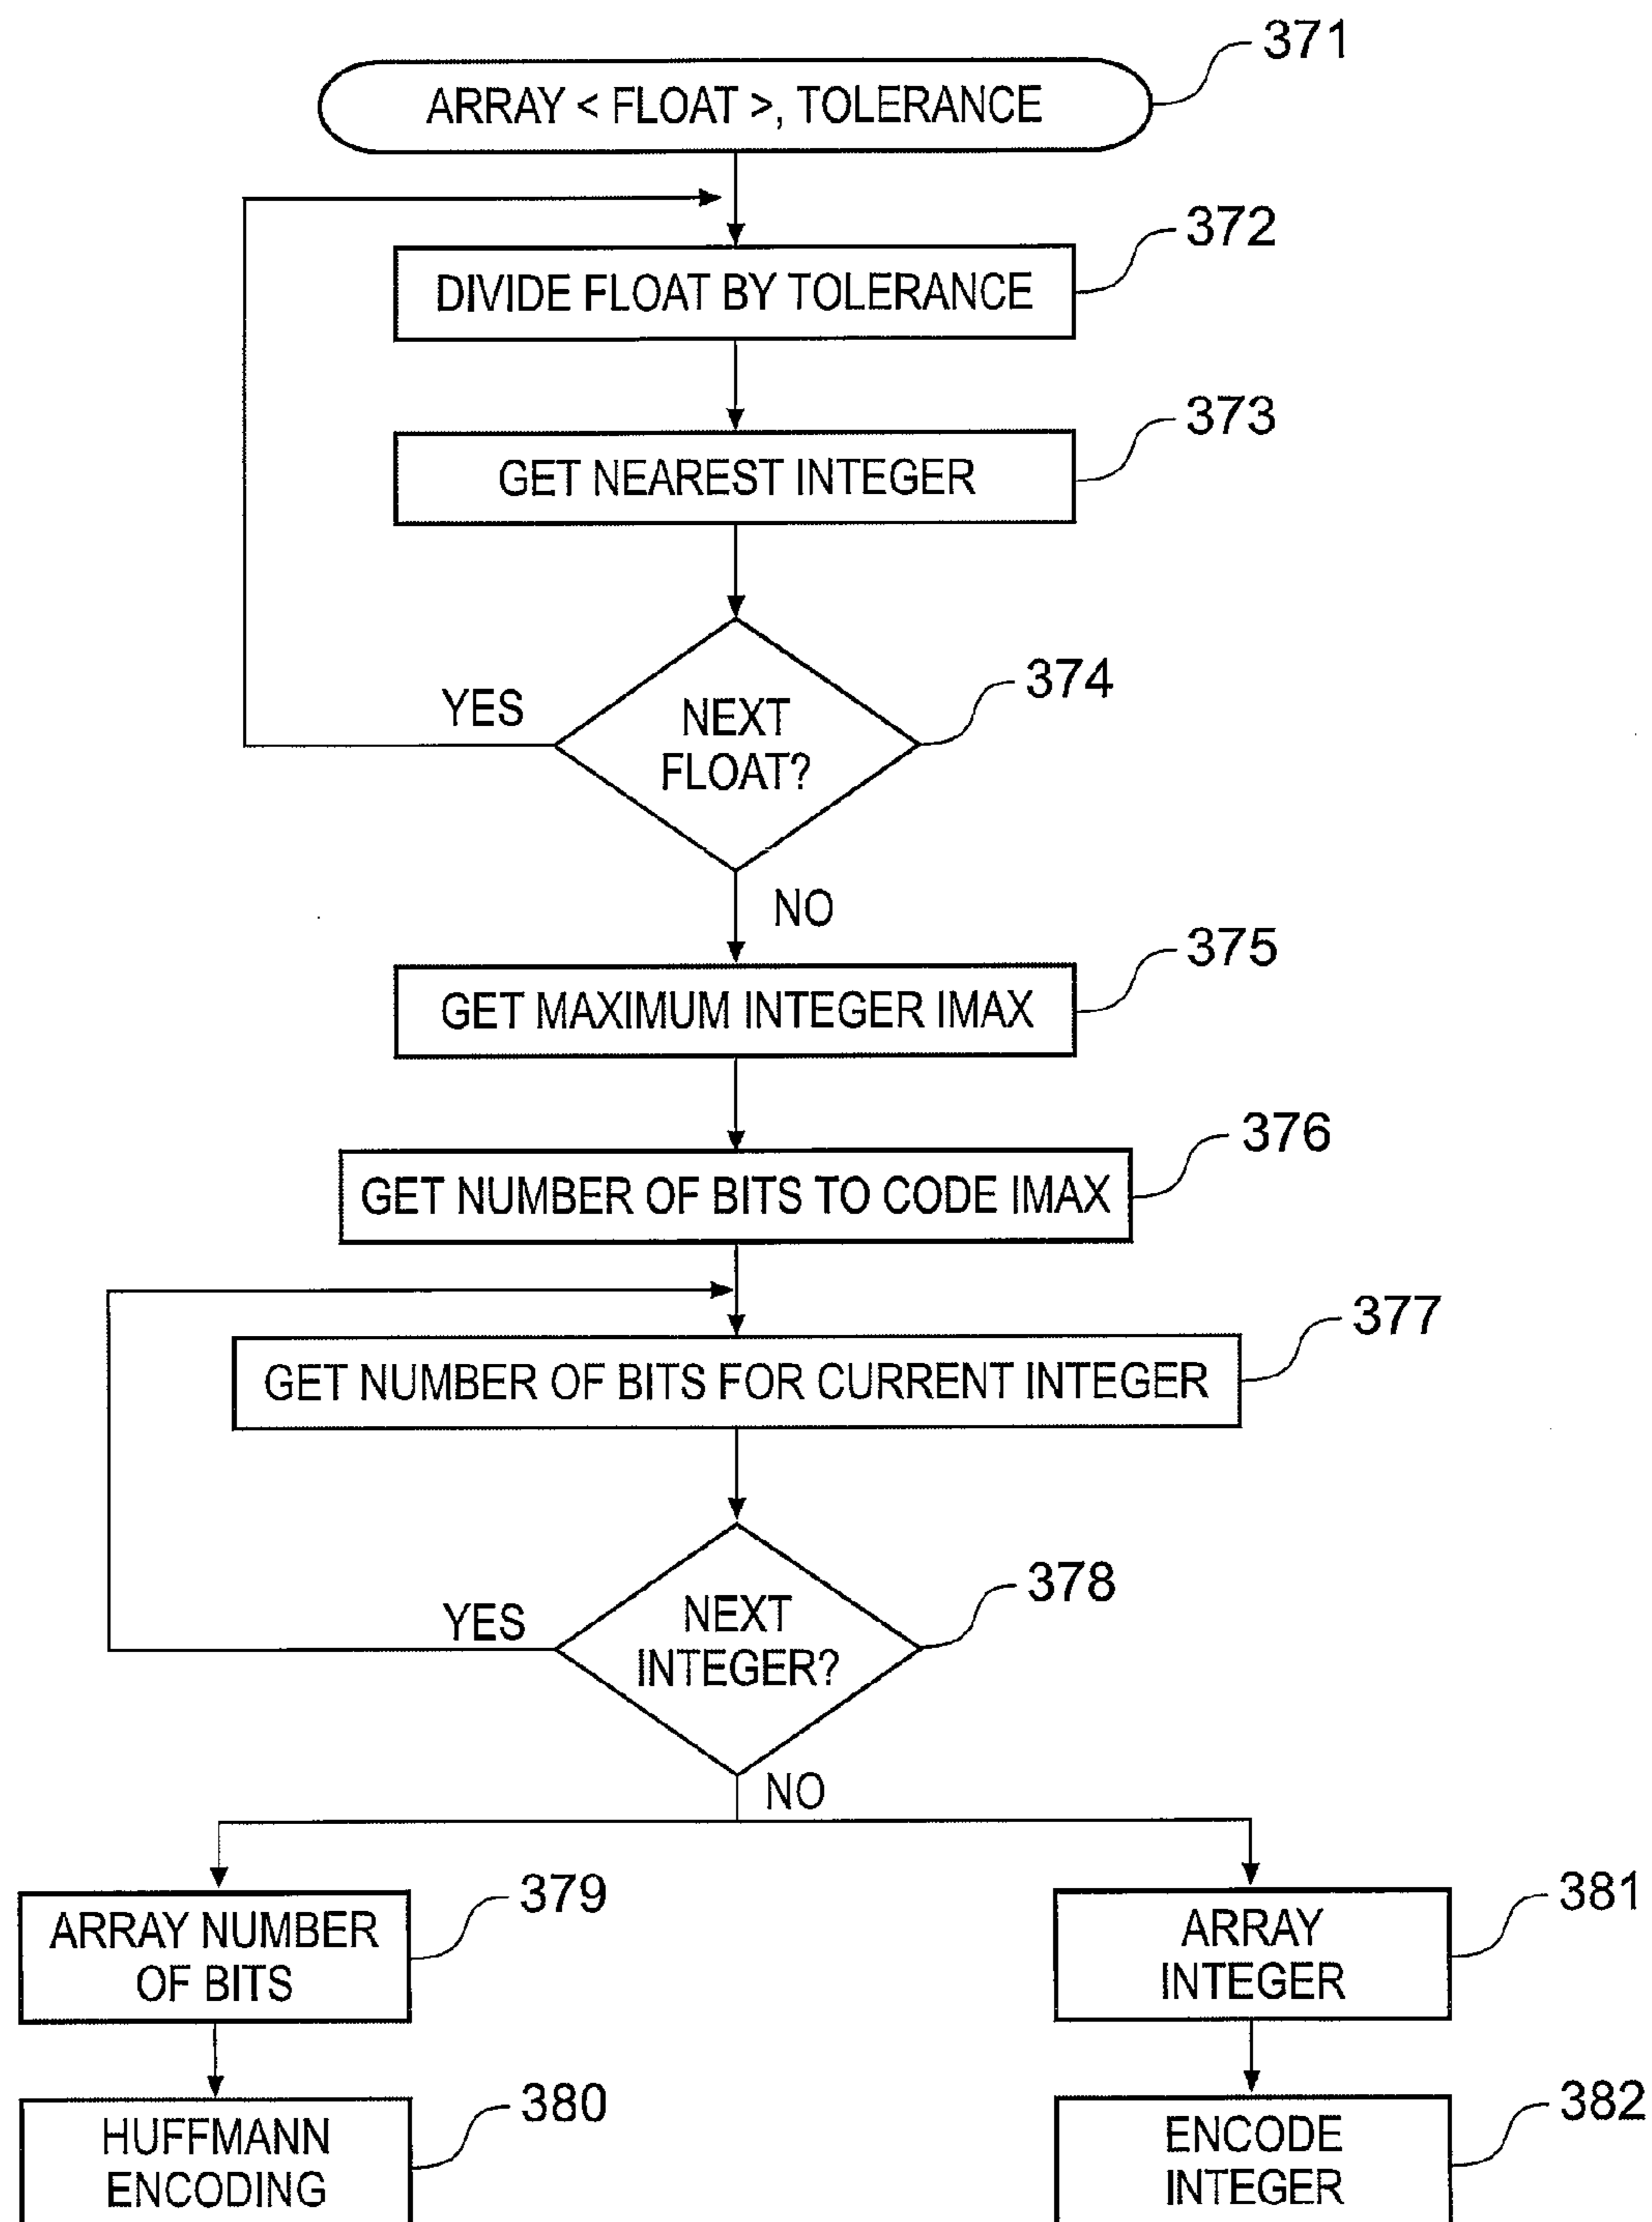 371
ARRAY < FLOAT >, TOLERANCE
372
DIVIDE FLOAT BY TOLERANCE
373
GET NEAREST INTEGER
374
YES
NEXT
FLOAT?
NO
375
GET MAXIMUM INTEGER IMAX
376
GET NUMBER OF BITS TO CODE IMAX
377
GET NUMBER OF BITS FOR CURRENT INTEGER
378
YES
NEXT
INTEGER?
NO
379
ARRAY NUMBER
OF BITS
381
ARRAY
INTEGER
380
HUFFMANN
ENCODING
382
ENCODE
INTEGER